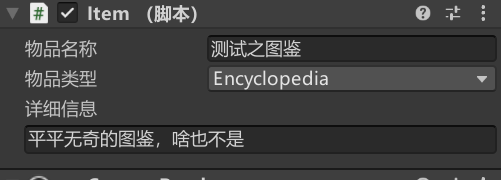 Item （脚本）
物品名称 测试之图鉴
物品类型 Encyclopedia
详细信息
平平无奇的图鉴，啥也不是